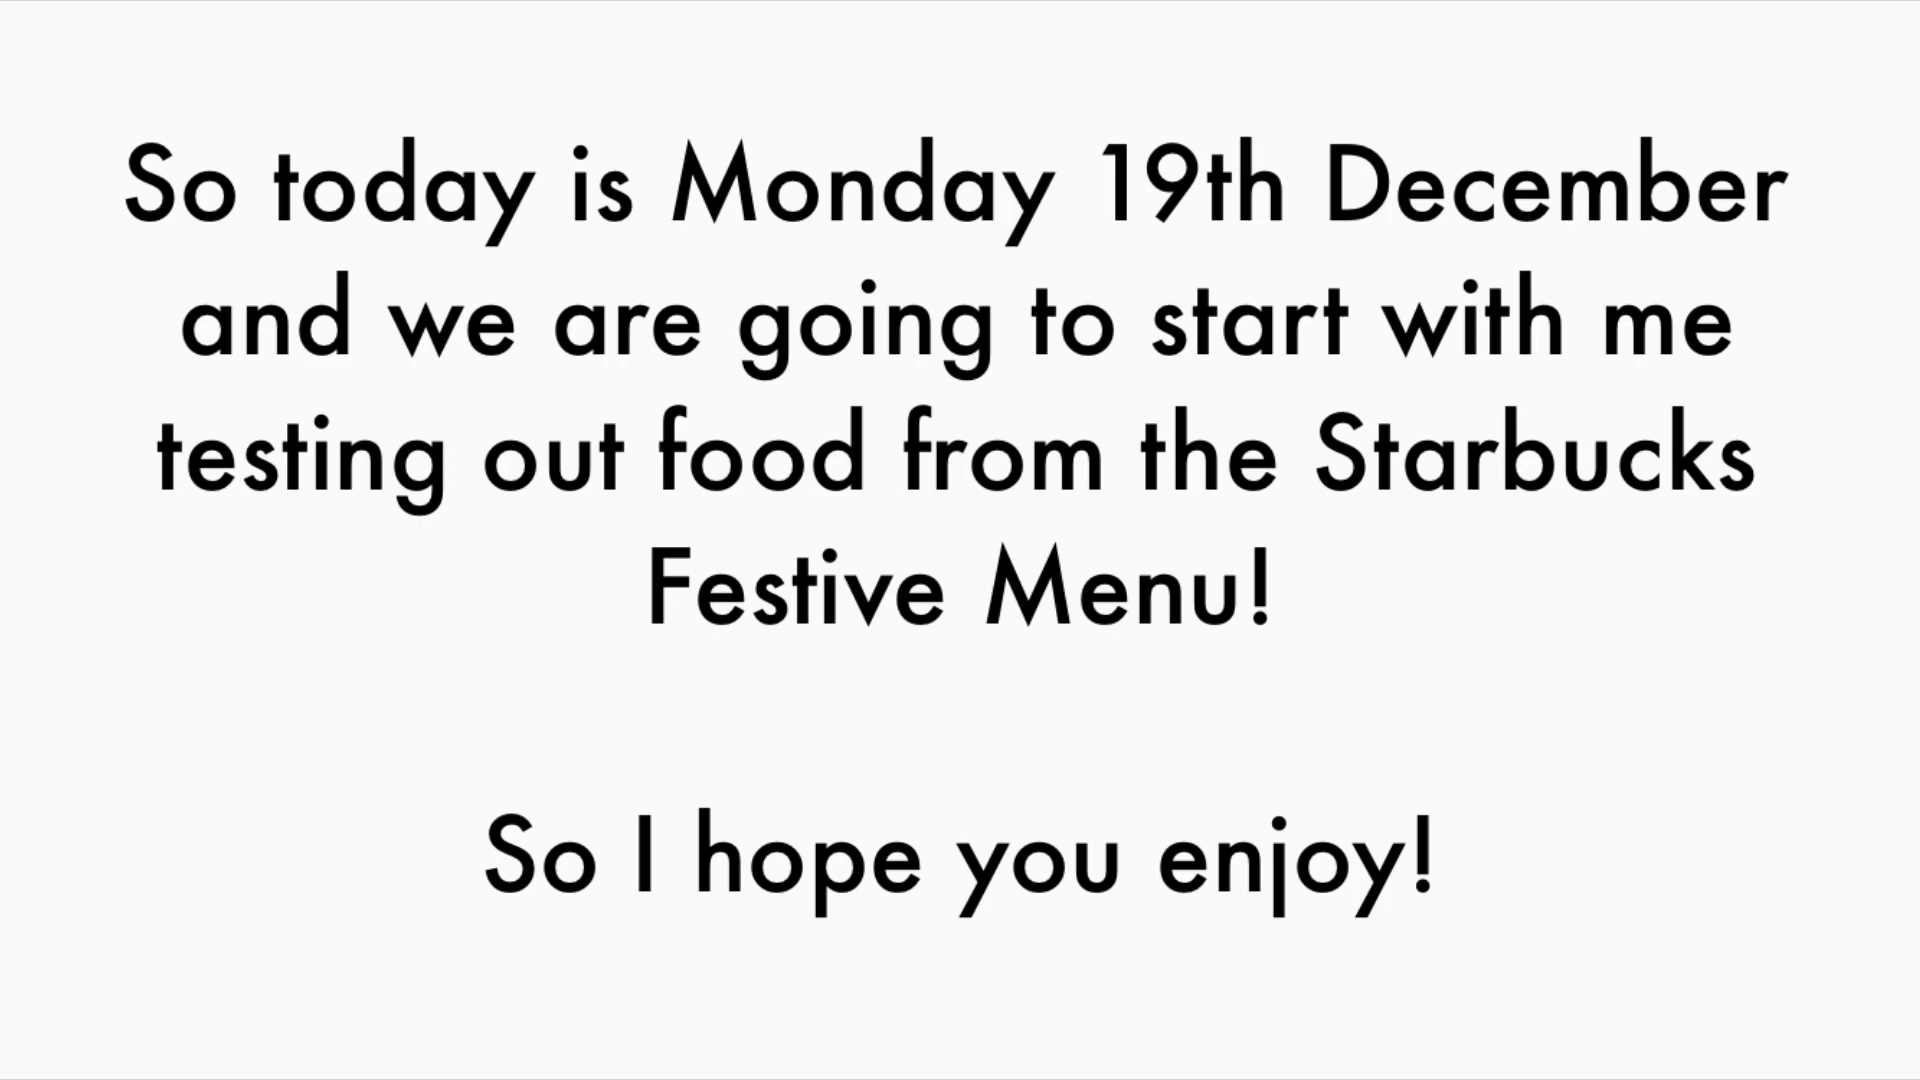 So today is Monday 19th December
and we are going to start with me
testing out food from the Starbucks
Festive Menu!
So I hope you enjoy!